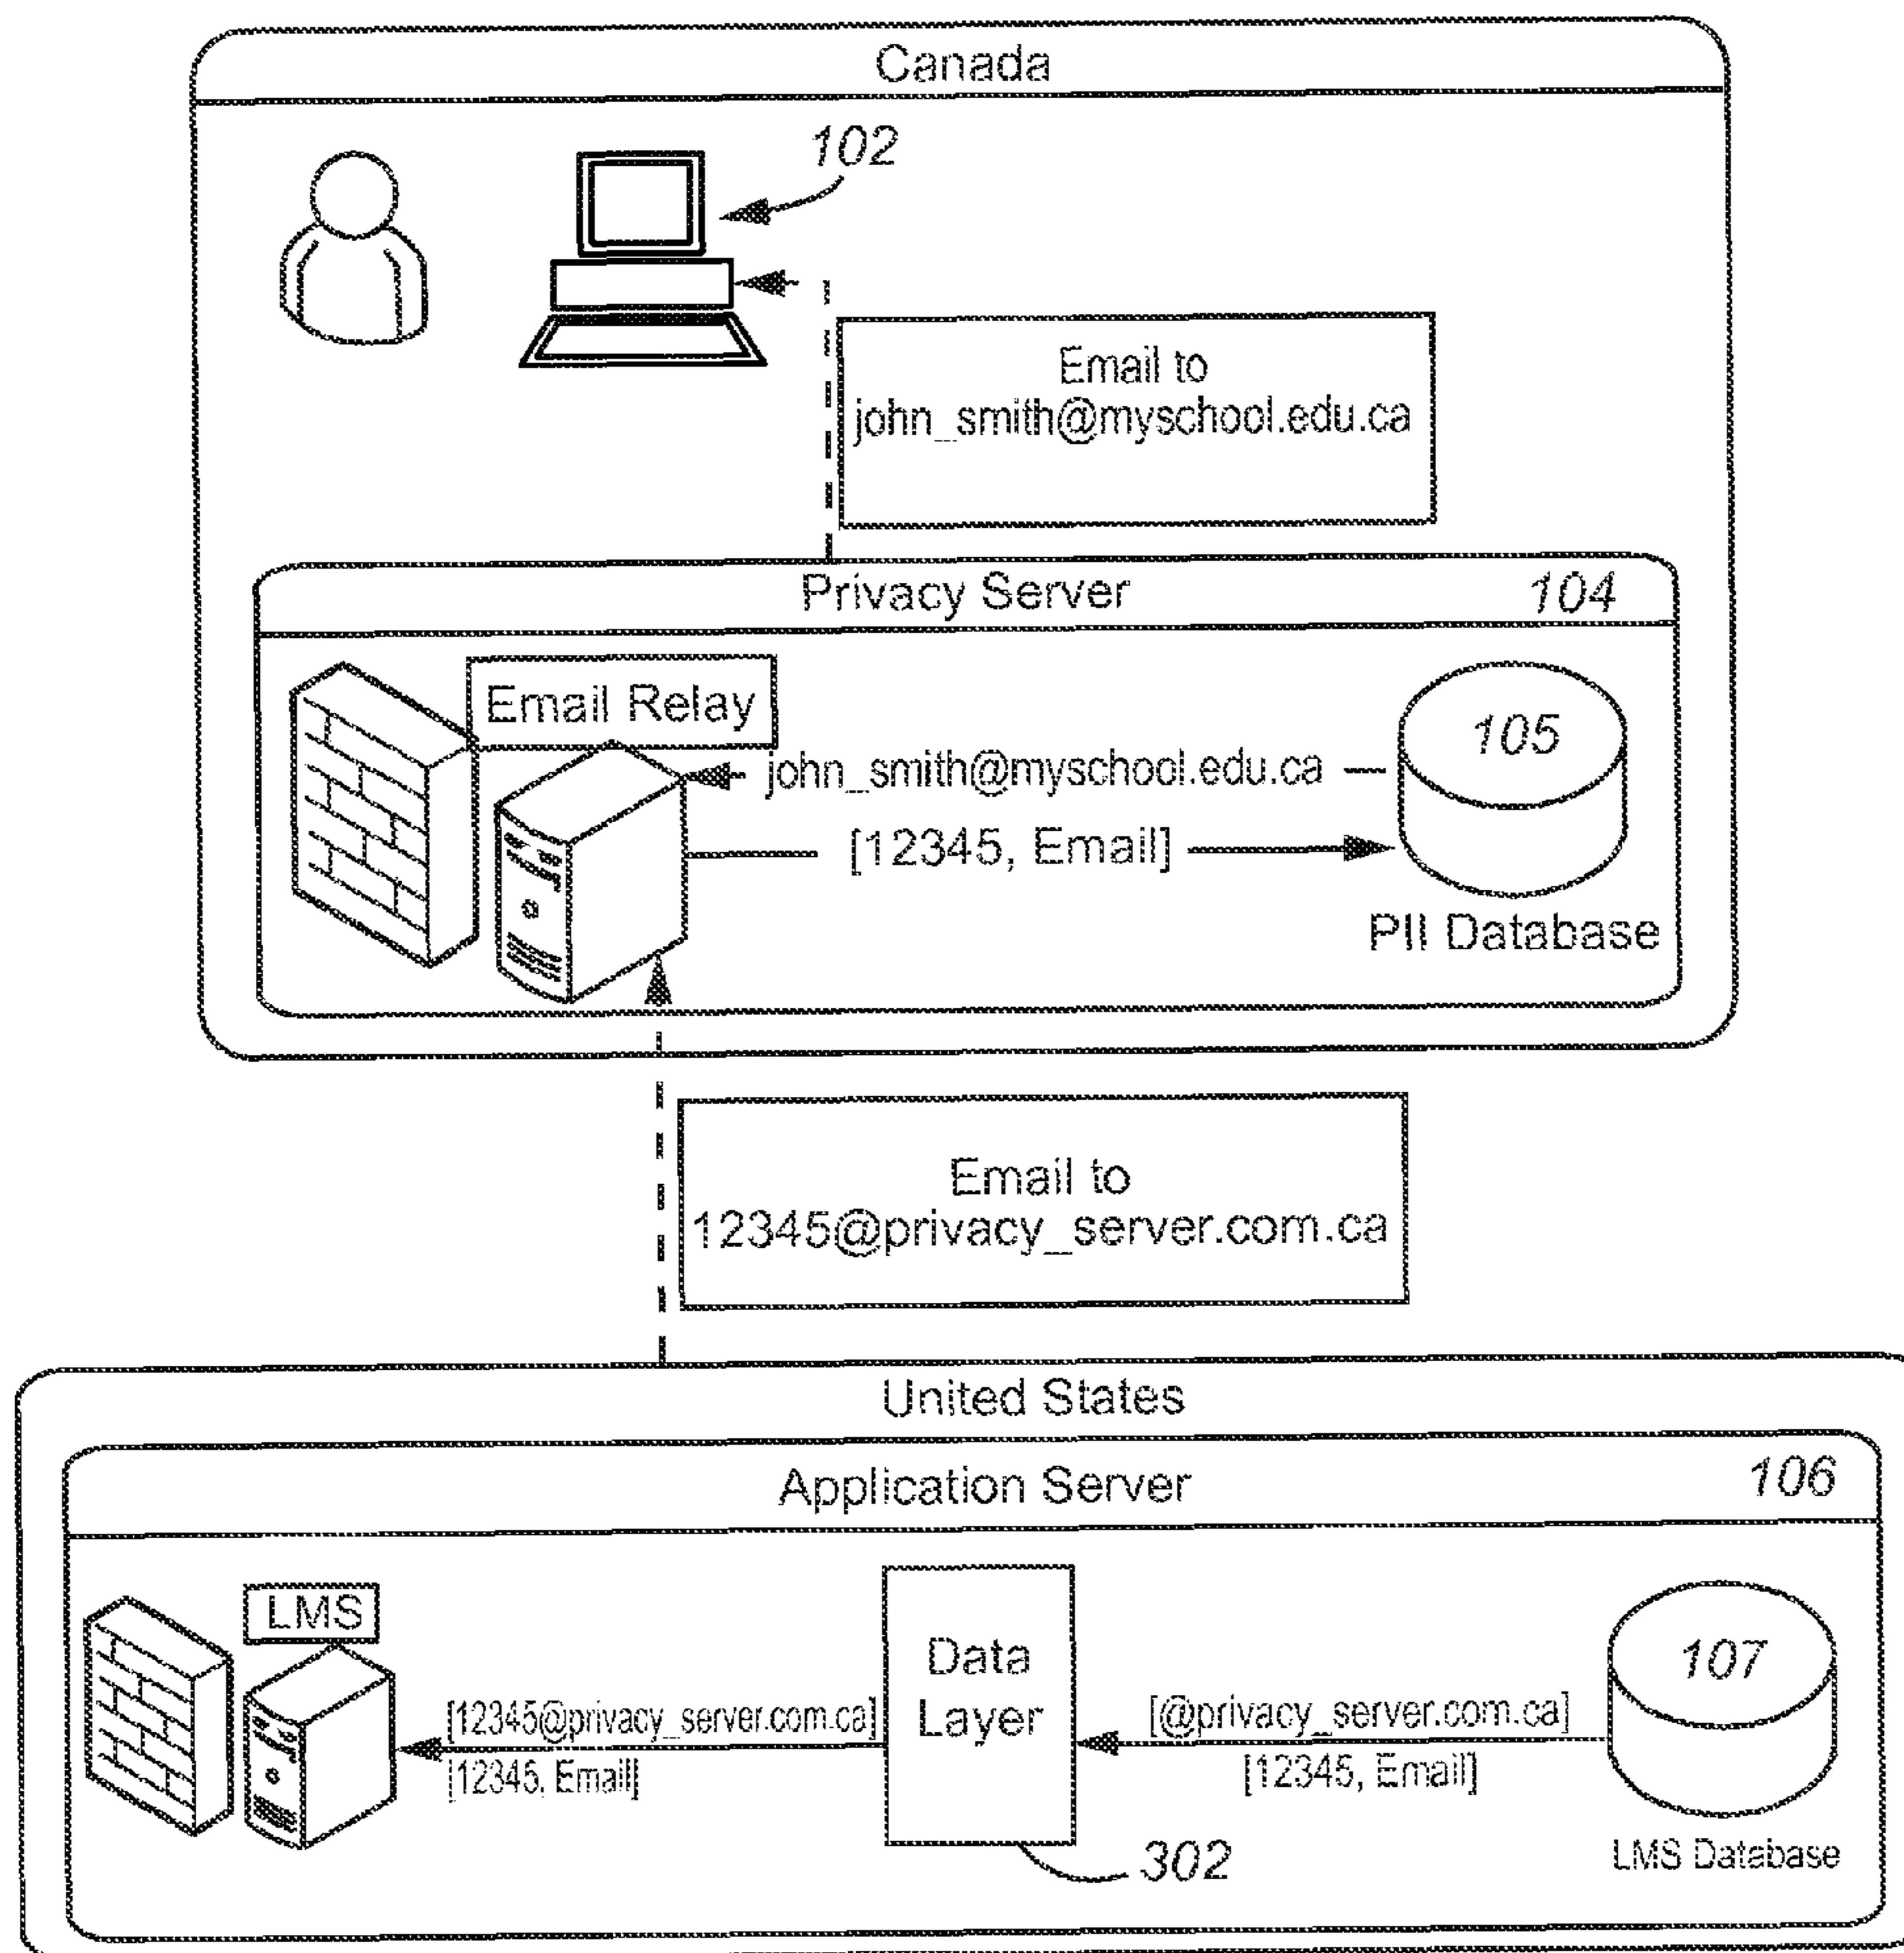 Canada
102
Email to
john_smith@myschool.edu.ca
Privacy Server
104
Email Relay
john_smith@myschool.edu.ca
105
[12345, Email]
PII Database
Email to
12345@privacy_server.com.ca
United States
Application Server
106
LMS
[12345@privacy_server.com.ca]
[12345, Email]
Data
Layer
[@privacy_server.com.ca]
[12345, Email]
107
302
LMS Database